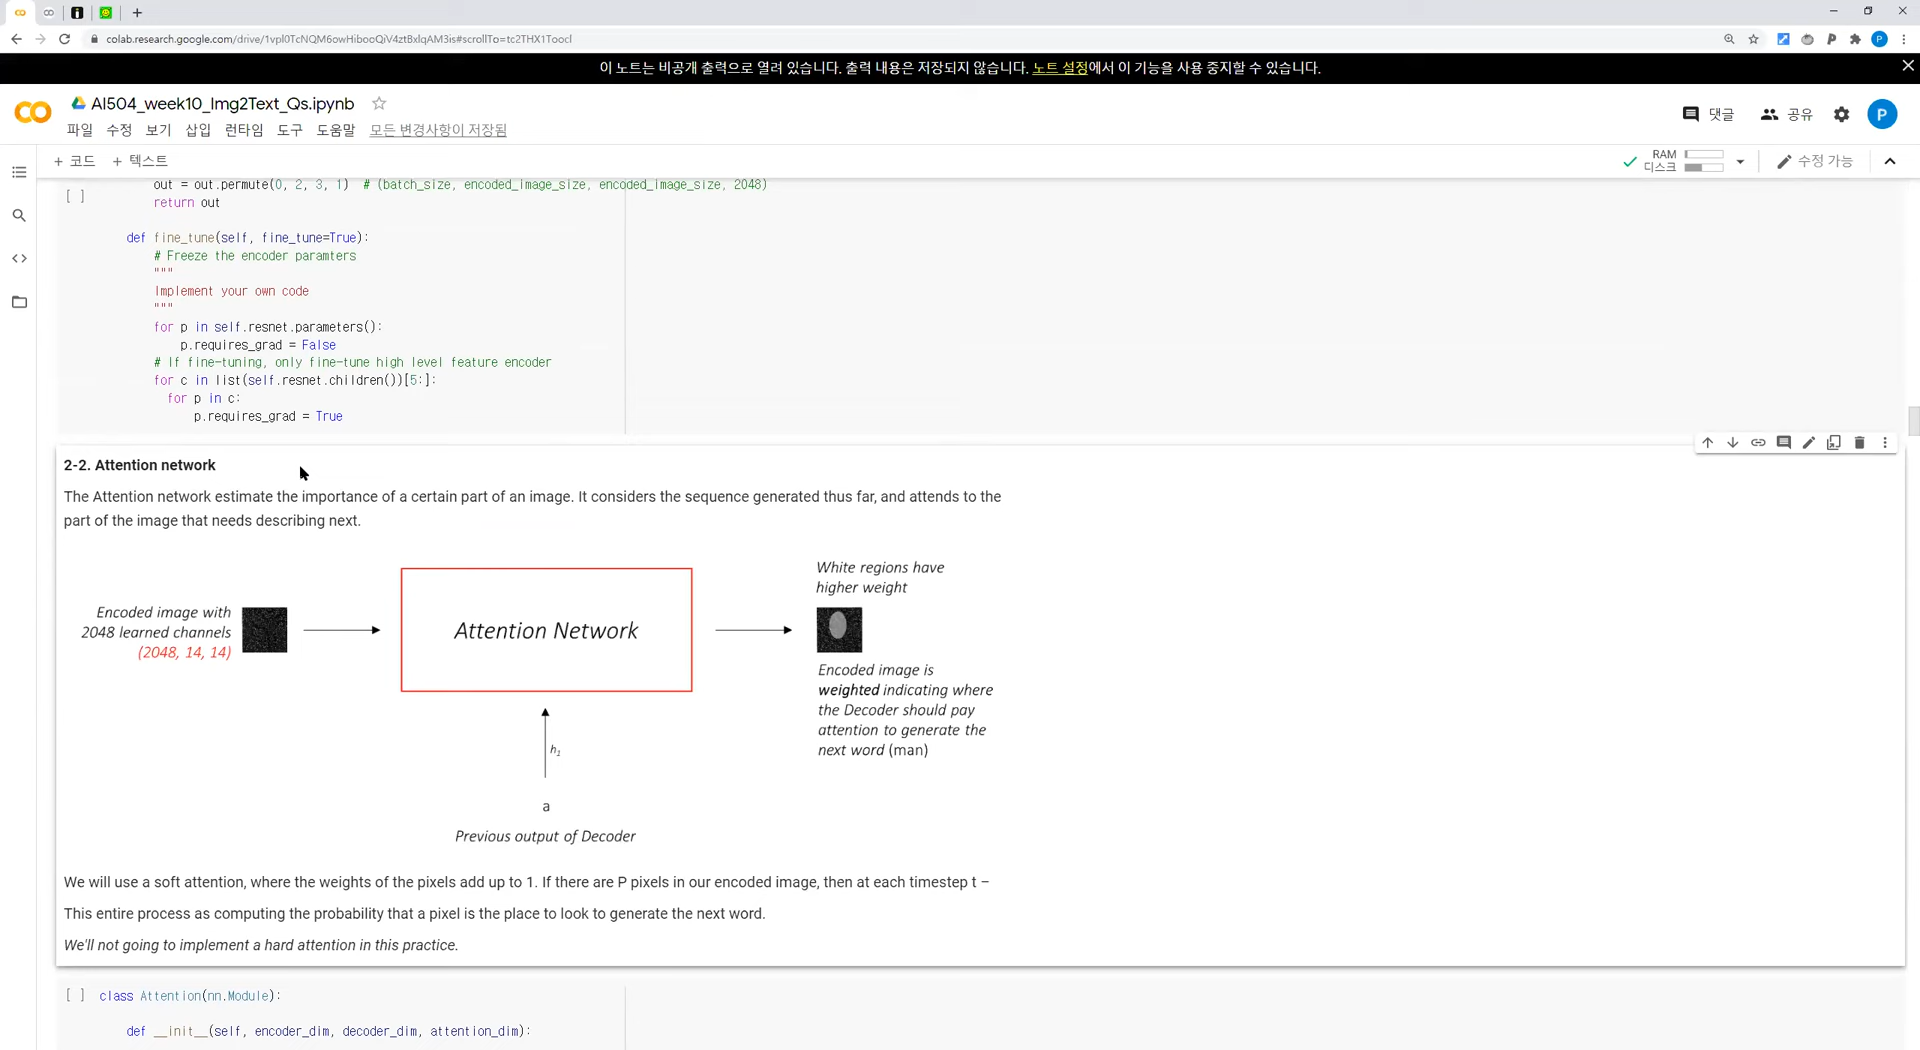 colab.research.google.com/drive/1vpl0TcNQM6owHibooQiV4ztBxlqAM3is#scrollTo=tc2THX1Toocl
이 노트는 비공개 출력으로 열려 있습니다. 출력 내용은 저장되지 않습니다. 노트 설정에서 이 기능을 사용 중지할 수 있습니다.
AI504_week10_Img2Text_Qs.ipynb
댓글 공유 P
파일 수정 보기 삽입 런타임 도구 도움말 모든 변경사항이 저장됨
+ 코드 + 텍스트
RAM
디스크
수정 가능
[ ] out = out.permute(0, 2, 3, 1) # (batch_size, encoded_image_size, encoded_image_size, 2048)
return out
def fine_tune(self, fine_tune=True):
# Freeze the encoder paramters
"""
Implement your own code
"""
for p in self.resnet.parameters():
p.requires_grad = False
# If fine-tuning, only fine-tune high level feature encoder
for c in list(self.resnet.children())[5:]:
for p in c:
p.requires_grad = True
2-2. Attention network
The Attention network estimate the importance of a certain part of an image. It considers the sequence generated thus far, and attends to the
part of the image that needs describing next.
Encoded image with
2048 learned channels
(2048, 14, 14)
Attention Network
White regions have
higher weight
Encoded image is
weighted indicating where
the Decoder should pay
attention to generate the
next word (man)
h1
a
Previous output of Decoder
We will use a soft attention, where the weights of the pixels add up to 1. If there are P pixels in our encoded image, then at each timestep t –
This entire process as computing the probability that a pixel is the place to look to generate the next word.
We'll not going to implement a hard attention in this practice.
[ ] class Attention(nn.Module):
def __init__(self, encoder_dim, decoder_dim, attention_dim):